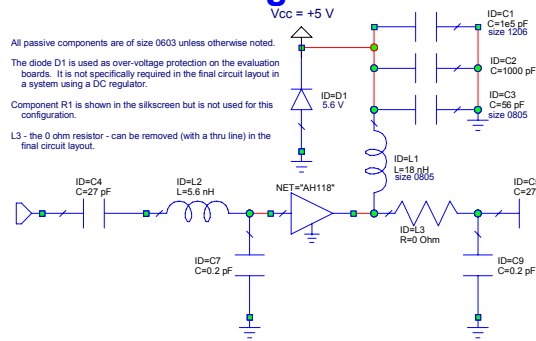 Vcc = +5 V
All passive components are of size 0603 unless otherwise noted.
The diode D1 is used as over-voltage protection on the evaluation
boards. It is not specifically required in the final circuit layout in
a system using a DC regulator.
Component R1 is shown in the silkscreen but is not used for this
configuration.
L3 - the 0 ohm resistor - can be removed (with a thru line) in the
final circuit layout.
ID=C1
C=1e5 pF
size 1206
ID=C2
C=1000 pF
ID=C3
C=56 pF
size 0805
ID=D1
5.6 V
ID=L1
L=18 nH
size 0805
ID=C4
C=27 pF
ID=L2
L=5.6 nH
NET="AH118"
ID=L3
R=0 Ohm
C=27
ID=C7
C=0.2 pF
ID=C9
C=0.2 pF